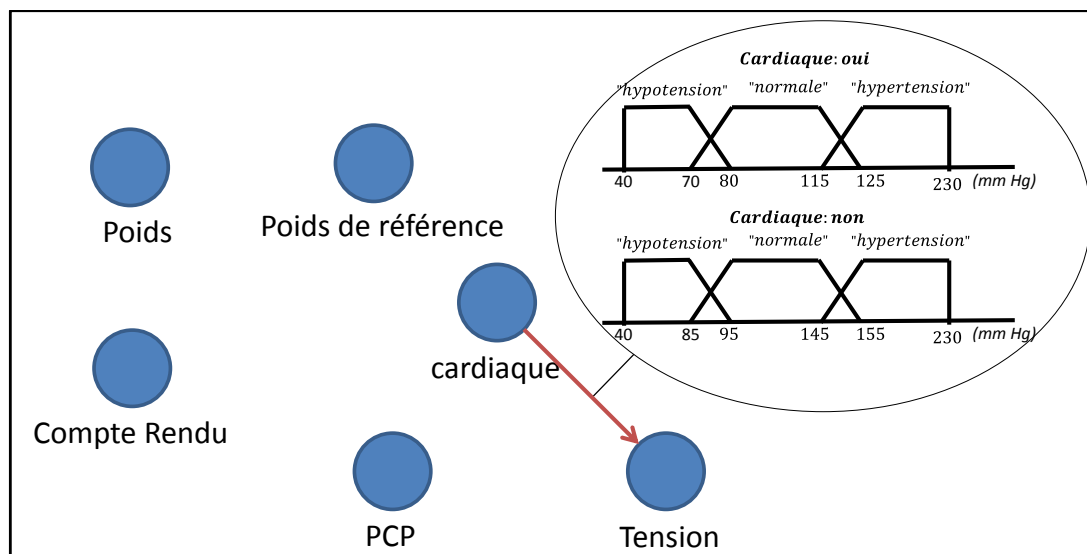 Cardiaque: oui
"hypotension" "normale" "hypertension"
40 70 80 115 125 230 (mm Hg)
Cardiaque: non
"hypotension" "normale" "hypertension"
40 85 95 145 155 230 (mm Hg)
Poids
Poids de référence
cardiaque
Compte Rendu
PCP
Tension